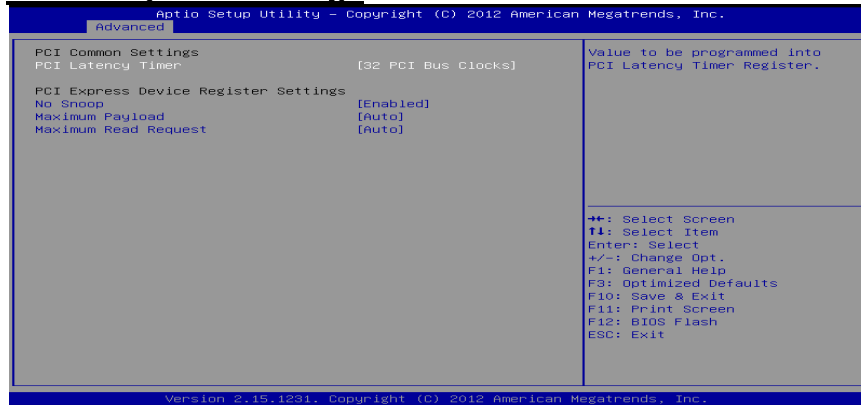 Aptio Setup Utility – Copyright (C) 2012 American Megatrends, Inc.
Advanced
PCI Common Settings
PCI Latency Timer [32 PCI Bus Clocks]
PCI Express Device Register Settings
No Snoop [Enabled]
Maximum Payload [Auto]
Maximum Read Request [Auto]
Value to be programmed into
PCI Latency Timer Register.
→←: Select Screen
↑↓: Select Item
Enter: Select
+/-: Change Opt.
F1: General Help
F3: Optimized Defaults
F10: Save & Exit
F11: Print Screen
F12: BIOS Flash
ESC: Exit
Version 2.15.1231. Copyright (C) 2012 American Megatrends, Inc.